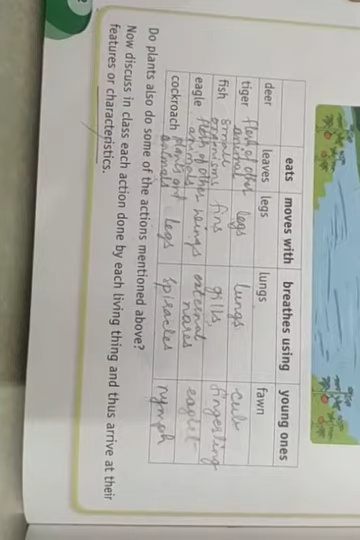 eats moves with breathes using young ones
deer leaves legs lungs fawn
tiger flesh of other animals legs lungs cub
fish small organisms fins gills fingerling
eagle flesh of other animals wings external nares eaglet
cockroach plants and animals legs spiracles nymph
Do plants also do some of the actions mentioned above?
Now discuss in class each action done by each living thing and thus arrive at their
features or characteristics.